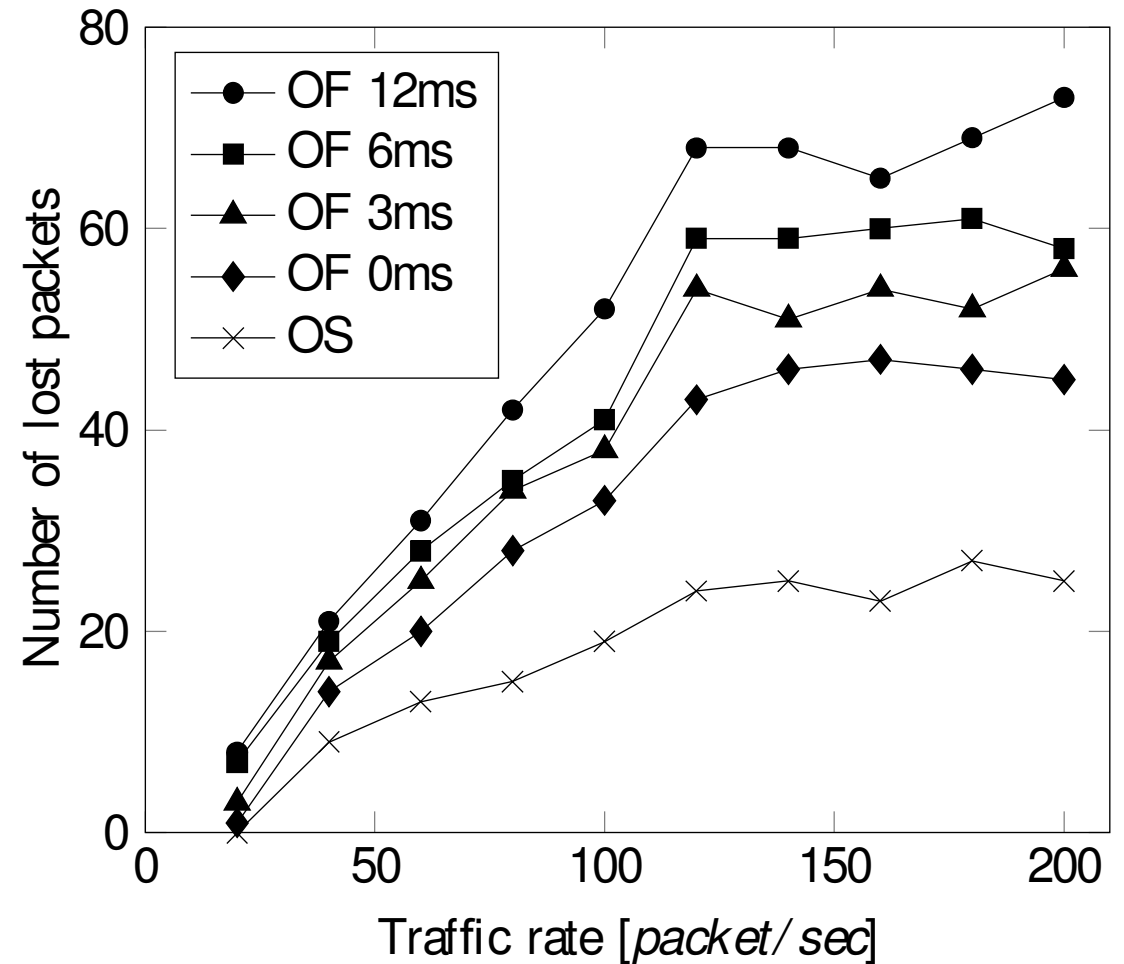 80
60
40
20
0
0
50
100
150
200
OF 12ms
OF 6ms
OF 3ms
OF 0ms
OS
Number of lost packets
Traffic rate [packet/sec]